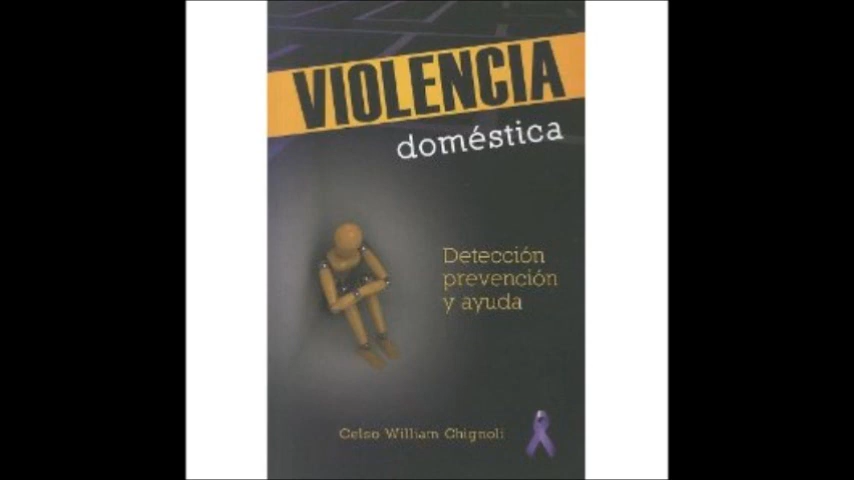 VIOLENCIA
doméstica
Detección
prevención
y ayuda
Celso William Chignoli